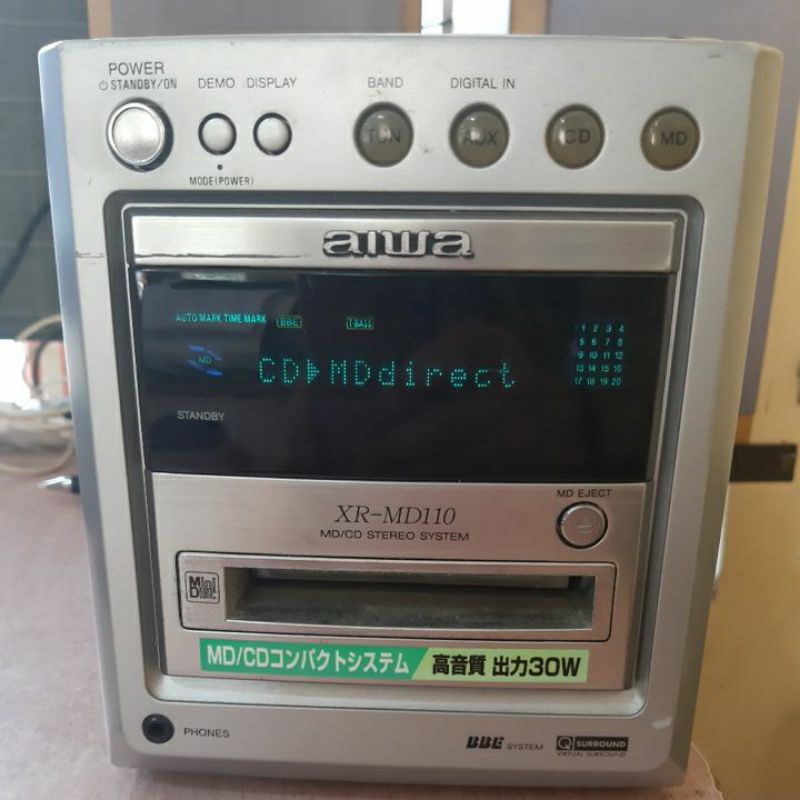 POWER
⏻ STANDBY/ON
DEMO
DISPLAY
BAND
DIGITAL IN
TUN
AUX
CD
MD
MODE(POWER)
aiwa
AUTO MARK TIME MARK
BBE
T BASS
MD
CD▶MDdirect
1 2 3 4
5 6 7 8
9 10 11 12
13 14 15 16
17 18 19 20
STANDBY
MD EJECT
XR-MD110
MD/CD STEREO SYSTEM
Mini
Disc
MD/CDコンパクトシステム
高音質 出力30W
PHONES
BBE SYSTEM
Q SURROUND
VIRTUAL SURROUND